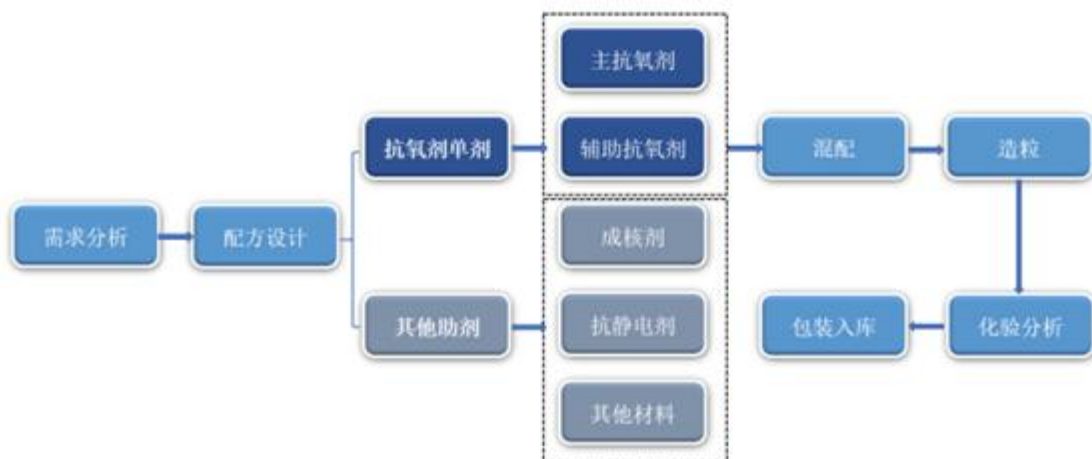 需求分析
配方设计
抗氧剂单剂
其他助剂
主抗氧剂
辅助抗氧剂
成核剂
抗静电剂
其他材料
混配
造粒
化验分析
包装入库